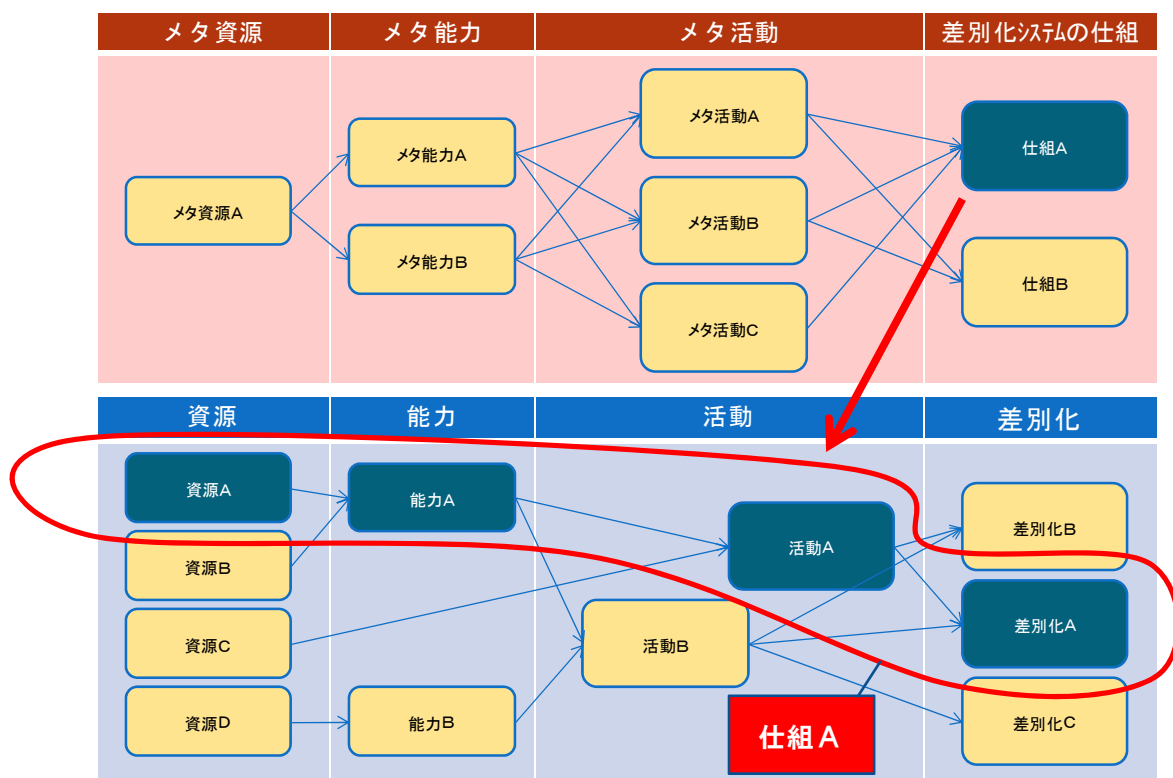 メタ資源 メタ能力 メタ活動 差別化システムの仕組
メタ資源A
メタ能力A
メタ能力B
メタ活動A
メタ活動B
メタ活動C
仕組A
仕組B
資源 能力 活動 差別化
資源A
資源B
資源C
資源D
能力A
能力B
活動A
活動B
差別化B
差別化A
差別化C
仕組A